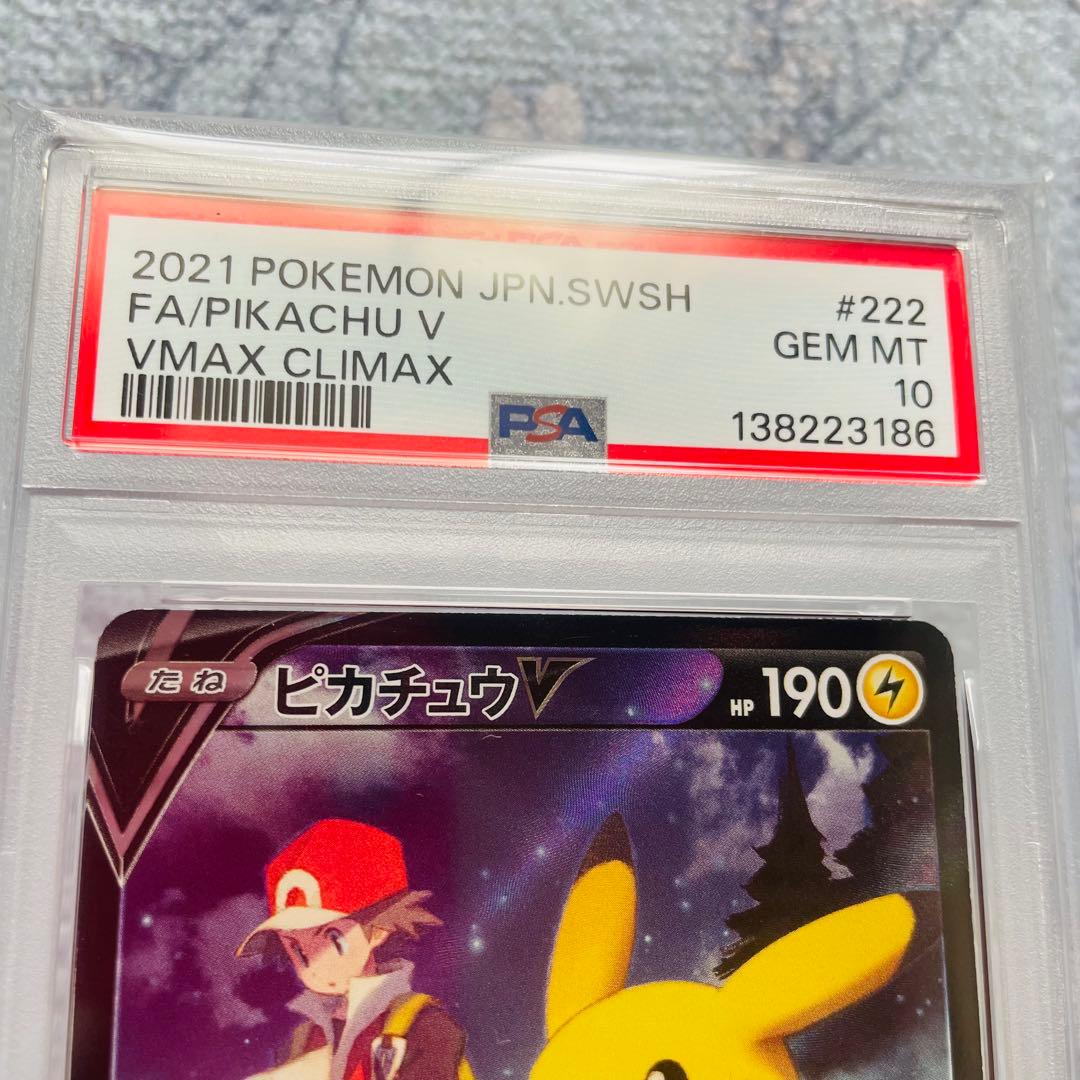 2021 POKEMON JPN.SWSH
FA/PIKACHU V
VMAX CLIMAX
#222
GEM MT
10
138223186
PSA
たね ピカチュウV HP 190